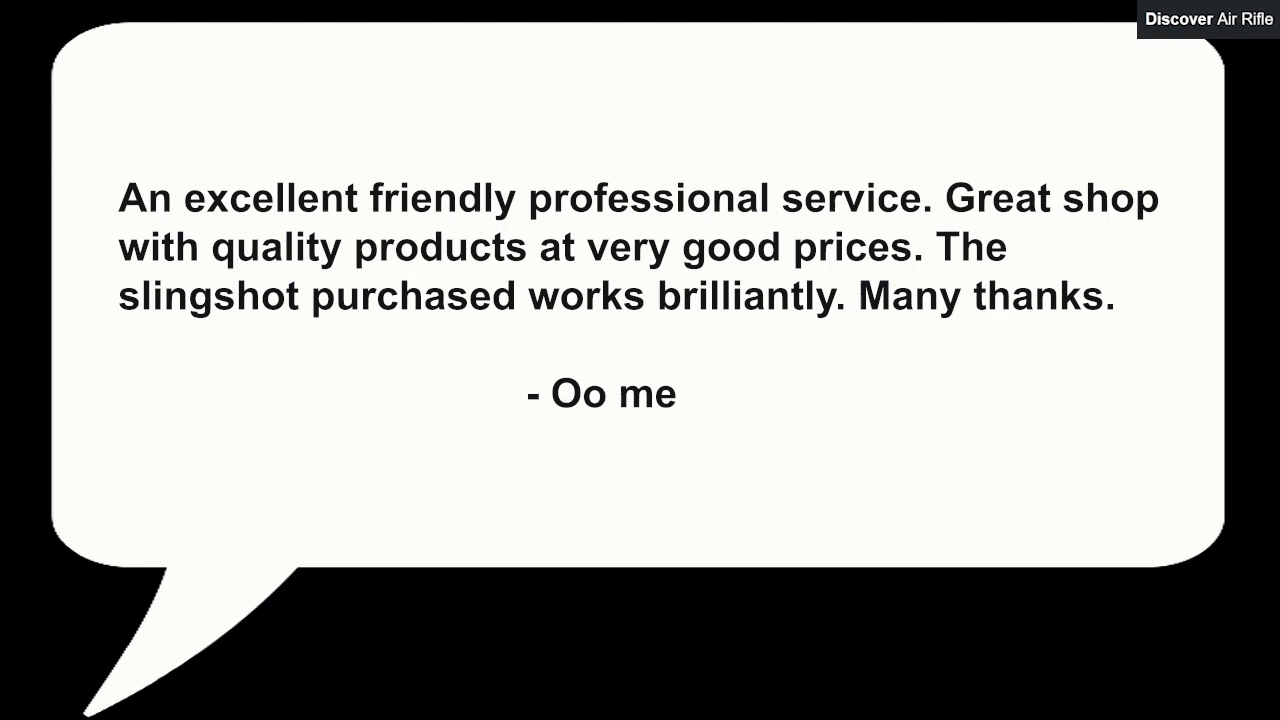 Discover Air Rifle
An excellent friendly professional service. Great shop
with quality products at very good prices. The
slingshot purchased works brilliantly. Many thanks.
- Oo me